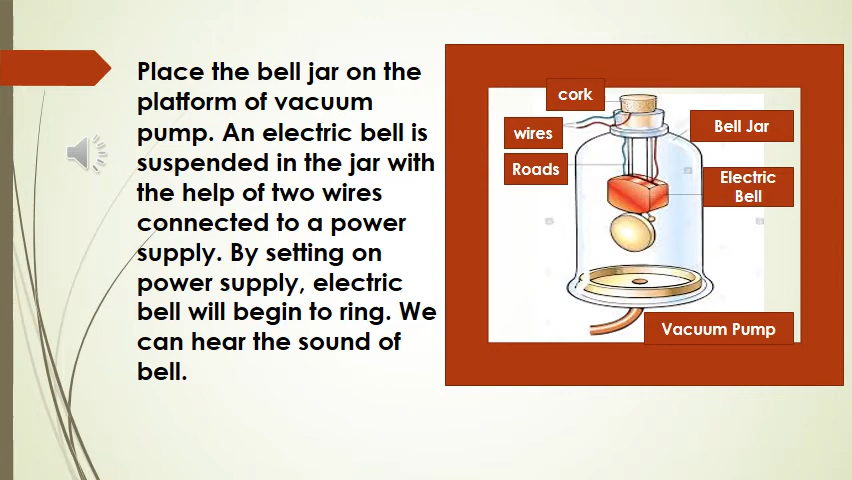 Place the bell jar on the
platform of vacuum
pump. An electric bell is
suspended in the jar with
the help of two wires
connected to a power
supply. By setting on
power supply, electric
bell will begin to ring. We
can hear the sound of
bell.
cork
wires
Bell Jar
Roads
Electric
Bell
Vacuum Pump